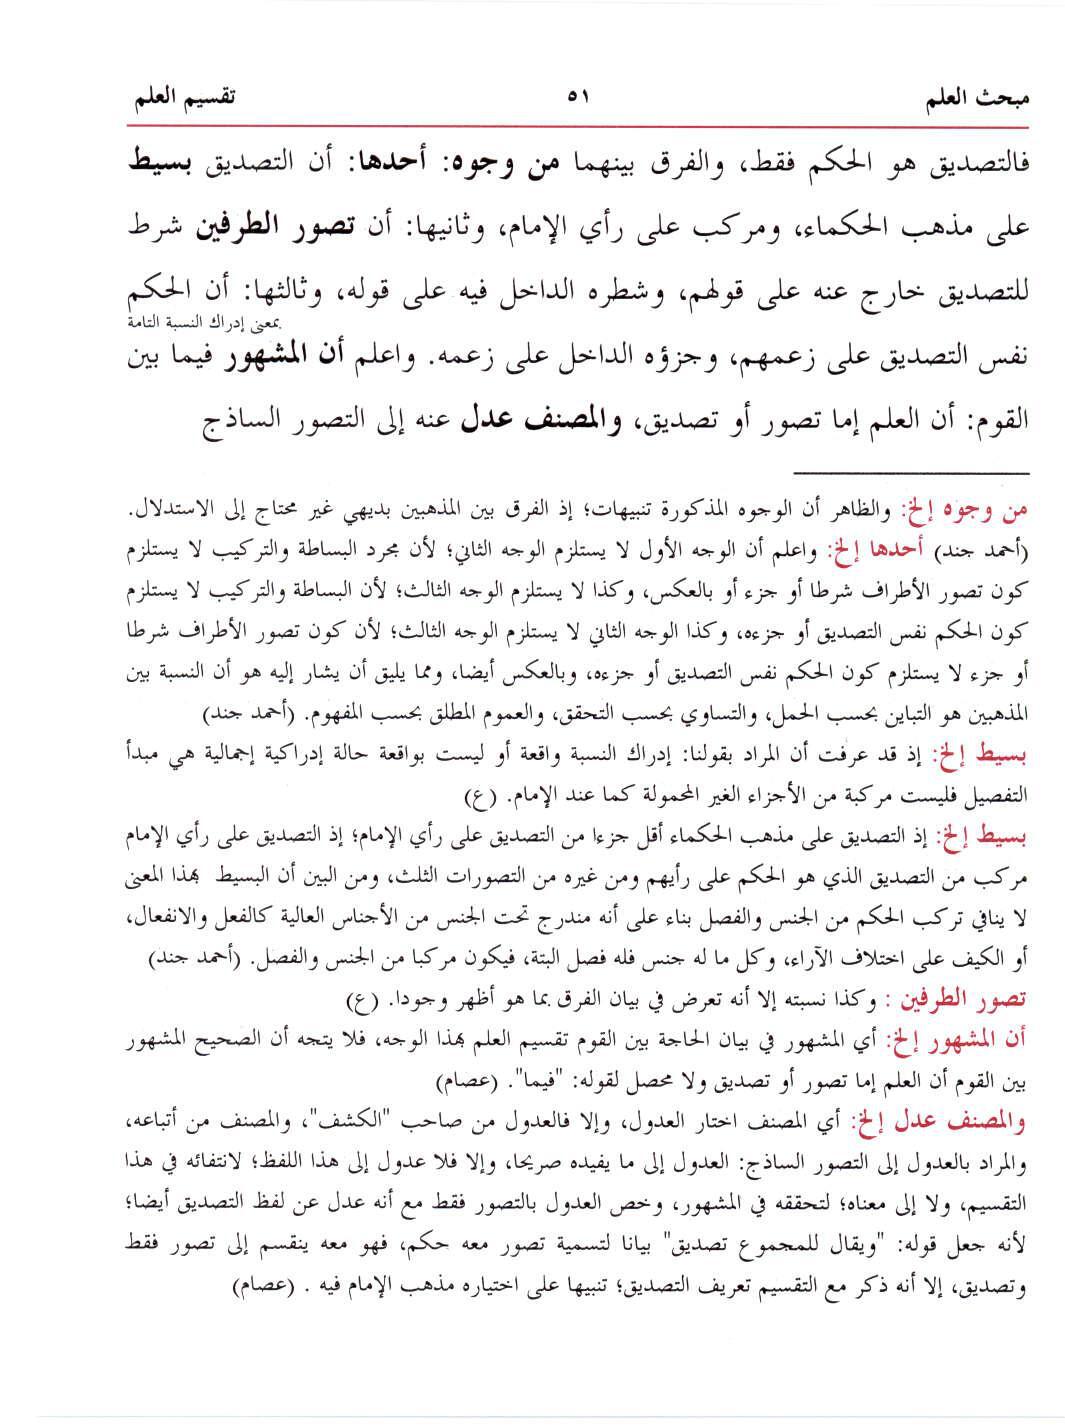 مبحث العلم ٥١ تقسيم العلم
فالتصديق هو الحكم فقط، والفرق بينهما من وجوه: أحدها: أن التصديق بسيط
على مذهب الحكماء، ومركب على رأي الإمام، وثانيها: أن تصور الطرفين شرط
للتصديق خارج عنه على قولهم، وشطره الداخل فيه على قوله، وثالثها: أن الحكم
بمعنى إدراك النسبة التامة
نفس التصديق على زعمهم، وجزؤه الداخل على زعمه. واعلم أن المشهور فيما بين
القوم: أن العلم إما تصور أو تصديق، والمصنف عدل عنه إلى التصور الساذج
من وجوه إلخ: والظاهر أن الوجوه المذكورة تنبيهات؛ إذ الفرق بين المذهبين بديهي غير محتاج إلى الاستدلال.
(أحمد جند) أحدها إلخ: واعلم أن الوجه الأول لا يستلزم الوجه الثاني؛ لأن مجرد البساطة والتركيب لا يستلزم
كون تصور الأطراف شرطا أو جزء أو بالعكس، وكذا لا يستلزم الوجه الثالث؛ لأن البساطة والتركيب لا يستلزم
كون الحكم نفس التصديق أو جزءه، وكذا الوجه الثاني لا يستلزم الوجه الثالث؛ لأن كون تصور الأطراف شرطا
أو جزء لا يستلزم كون الحكم نفس التصديق أو جزءه، وبالعكس أيضا، ومما يليق أن يشار إليه هو أن النسبة بين
المذهبين هو التباين بحسب الحمل، والتساوي بحسب التحقق، والعموم المطلق بحسب المفهوم. (أحمد جند)
بسيط إلخ: إذ قد عرفت أن المراد بقولنا: إدراك النسبة واقعة أو ليست بواقعة حالة إدراكية إجمالية هي مبدأ
التفصيل فليست مركبة من الأجزاء الغير المحمولة كما عند الإمام. (ع)
بسيط إلخ: إذ التصديق على مذهب الحكماء أقل جزءا من التصديق على رأي الإمام؛ إذ التصديق على رأي الإمام
مركب من التصديق الذي هو الحكم على رأيهم ومن غيره من التصورات الثلث، ومن البين أن البسيط بهذا المعنى
لا ينافي تركب الحكم من الجنس والفصل بناء على أنه مندرج تحت الجنس من الأجناس العالية كالفعل والانفعال،
أو الكيف على اختلاف الآراء، وكل ما له جنس فله فصل البتة، فيكون مركبا من الجنس والفصل. (أحمد جند)
تصور الطرفين : وكذا نسبته إلا أنه تعرض في بيان الفرق بما هو أظهر وجودا. (ع)
أن المشهور إلخ: أي المشهور في بيان الحاجة بين القوم تقسيم العلم بهذا الوجه، فلا يتجه أن الصحيح المشهور
بين القوم أن العلم إما تصور أو تصديق ولا محصل لقوله: "فيما". (عصام)
والمصنف عدل إلخ: أي المصنف اختار العدول، وإلا فالعدول من صاحب "الكشف"، والمصنف من أتباعه،
والمراد بالعدول إلى التصور الساذج: العدول إلى ما يفيده صريحا، وإلا فلا عدول إلى هذا اللفظ؛ لانتفائه في هذا
التقسيم، ولا إلى معناه؛ لتحققه في المشهور، وخص العدول بالتصور فقط مع أنه عدل عن لفظ التصديق أيضا؛
لأنه جعل قوله: "ويقال للمجموع تصديق" بيانا لتسمية تصور معه حكم، فهو معه ينقسم إلى تصور فقط
وتصديق، إلا أنه ذكر مع التقسيم تعريف التصديق؛ تنبيها على اختياره مذهب الإمام فيه . (عصام)